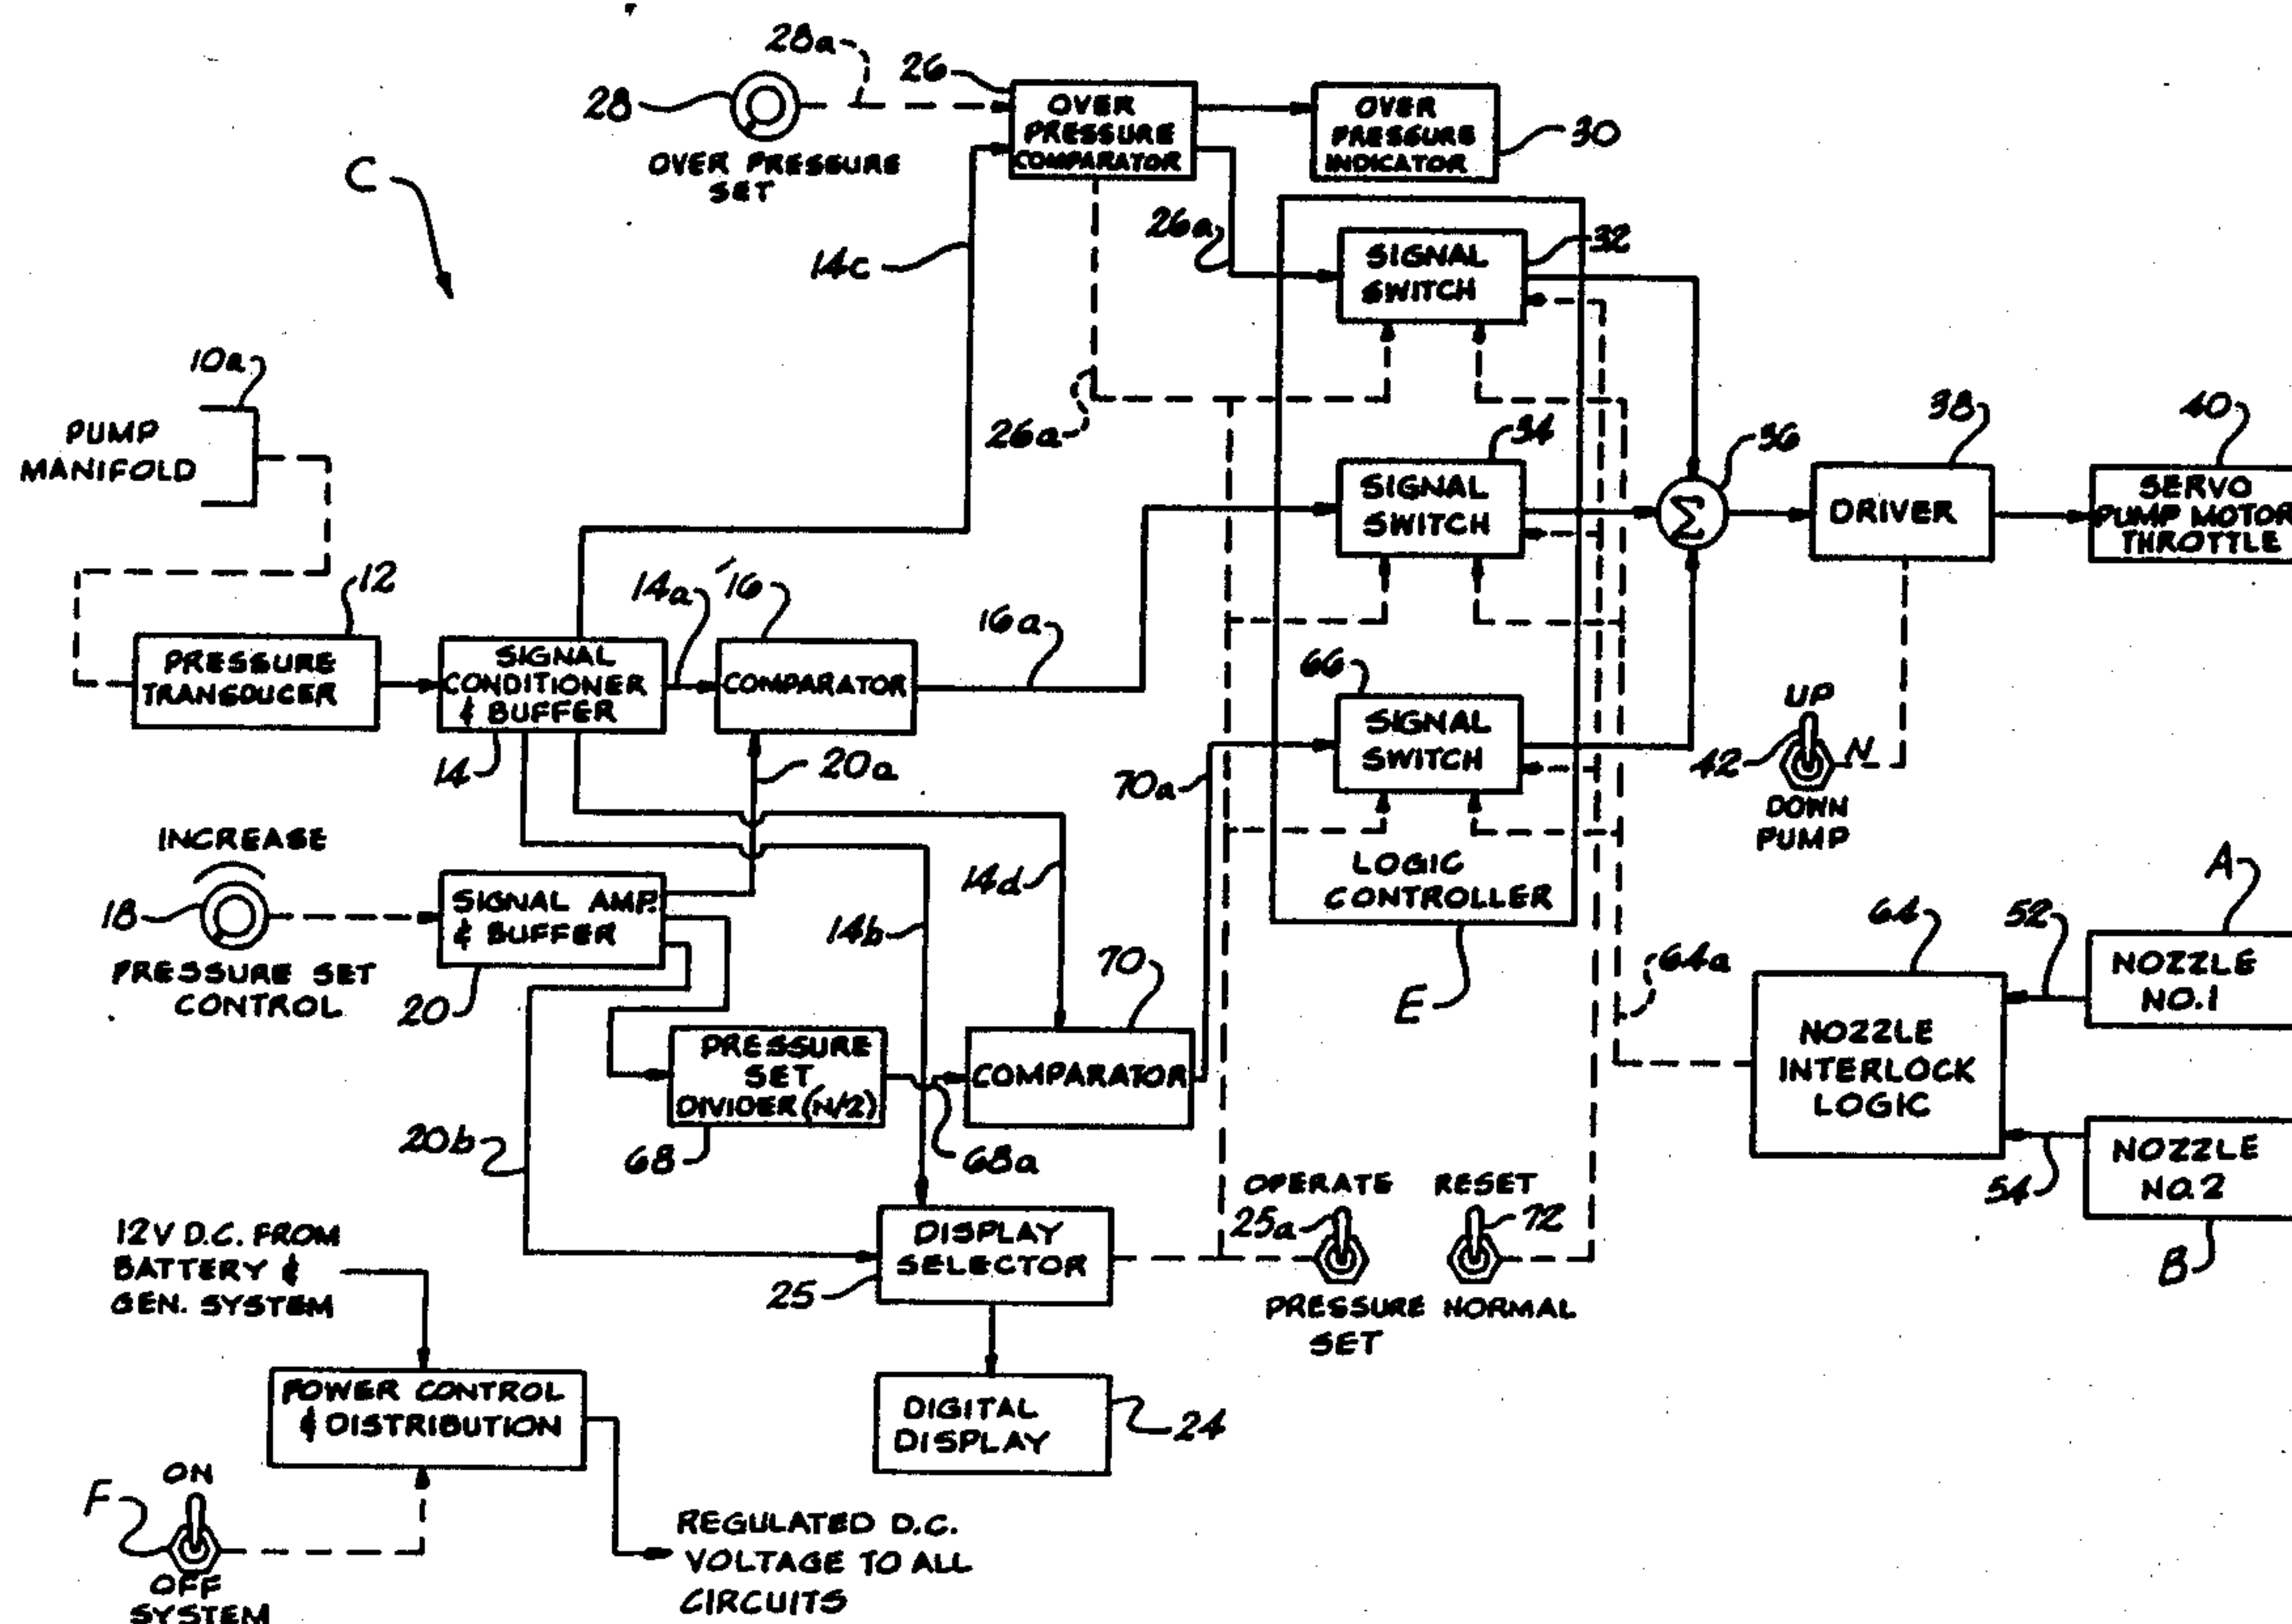 28a
26
28
OVER PRESSURE
SET
OVER
PRESSURE
COMPARATOR
OVER
PRESSURE
INDICATOR
30
C
14c
26a
SIGNAL
SWITCH
32
10a
PUMP
MANIFOLD
26a
34
SIGNAL
SWITCH
36
Σ
38
DRIVER
40
SERVO
PUMP MOTOR
THROTTLE
12
PRESSURE
TRANSDUCER
SIGNAL
CONDITIONER
& BUFFER
14
14a
16
COMPARATOR
16a
20a
66
SIGNAL
SWITCH
70a
LOGIC
CONTROLLER
E
UP
42
N
DOWN
PUMP
INCREASE
18
PRESSURE SET
CONTROL
SIGNAL AMP.
& BUFFER
20
14b
14d
70
COMPARATOR
PRESSURE
SET
DIVIDER (N/2)
68
68a
20b
64a
64
NOZZLE
INTERLOCK
LOGIC
52
A
NOZZLE
NO. 1
54
NOZZLE
NO. 2
B
DISPLAY
SELECTOR
25
OPERATE
25a
PRESSURE
SET
RESET
72
NORMAL
DIGITAL
DISPLAY
24
12V D.C. FROM
BATTERY &
GEN. SYSTEM
POWER CONTROL
& DISTRIBUTION
F
ON
OFF
SYSTEM
REGULATED D.C.
VOLTAGE TO ALL
CIRCUITS